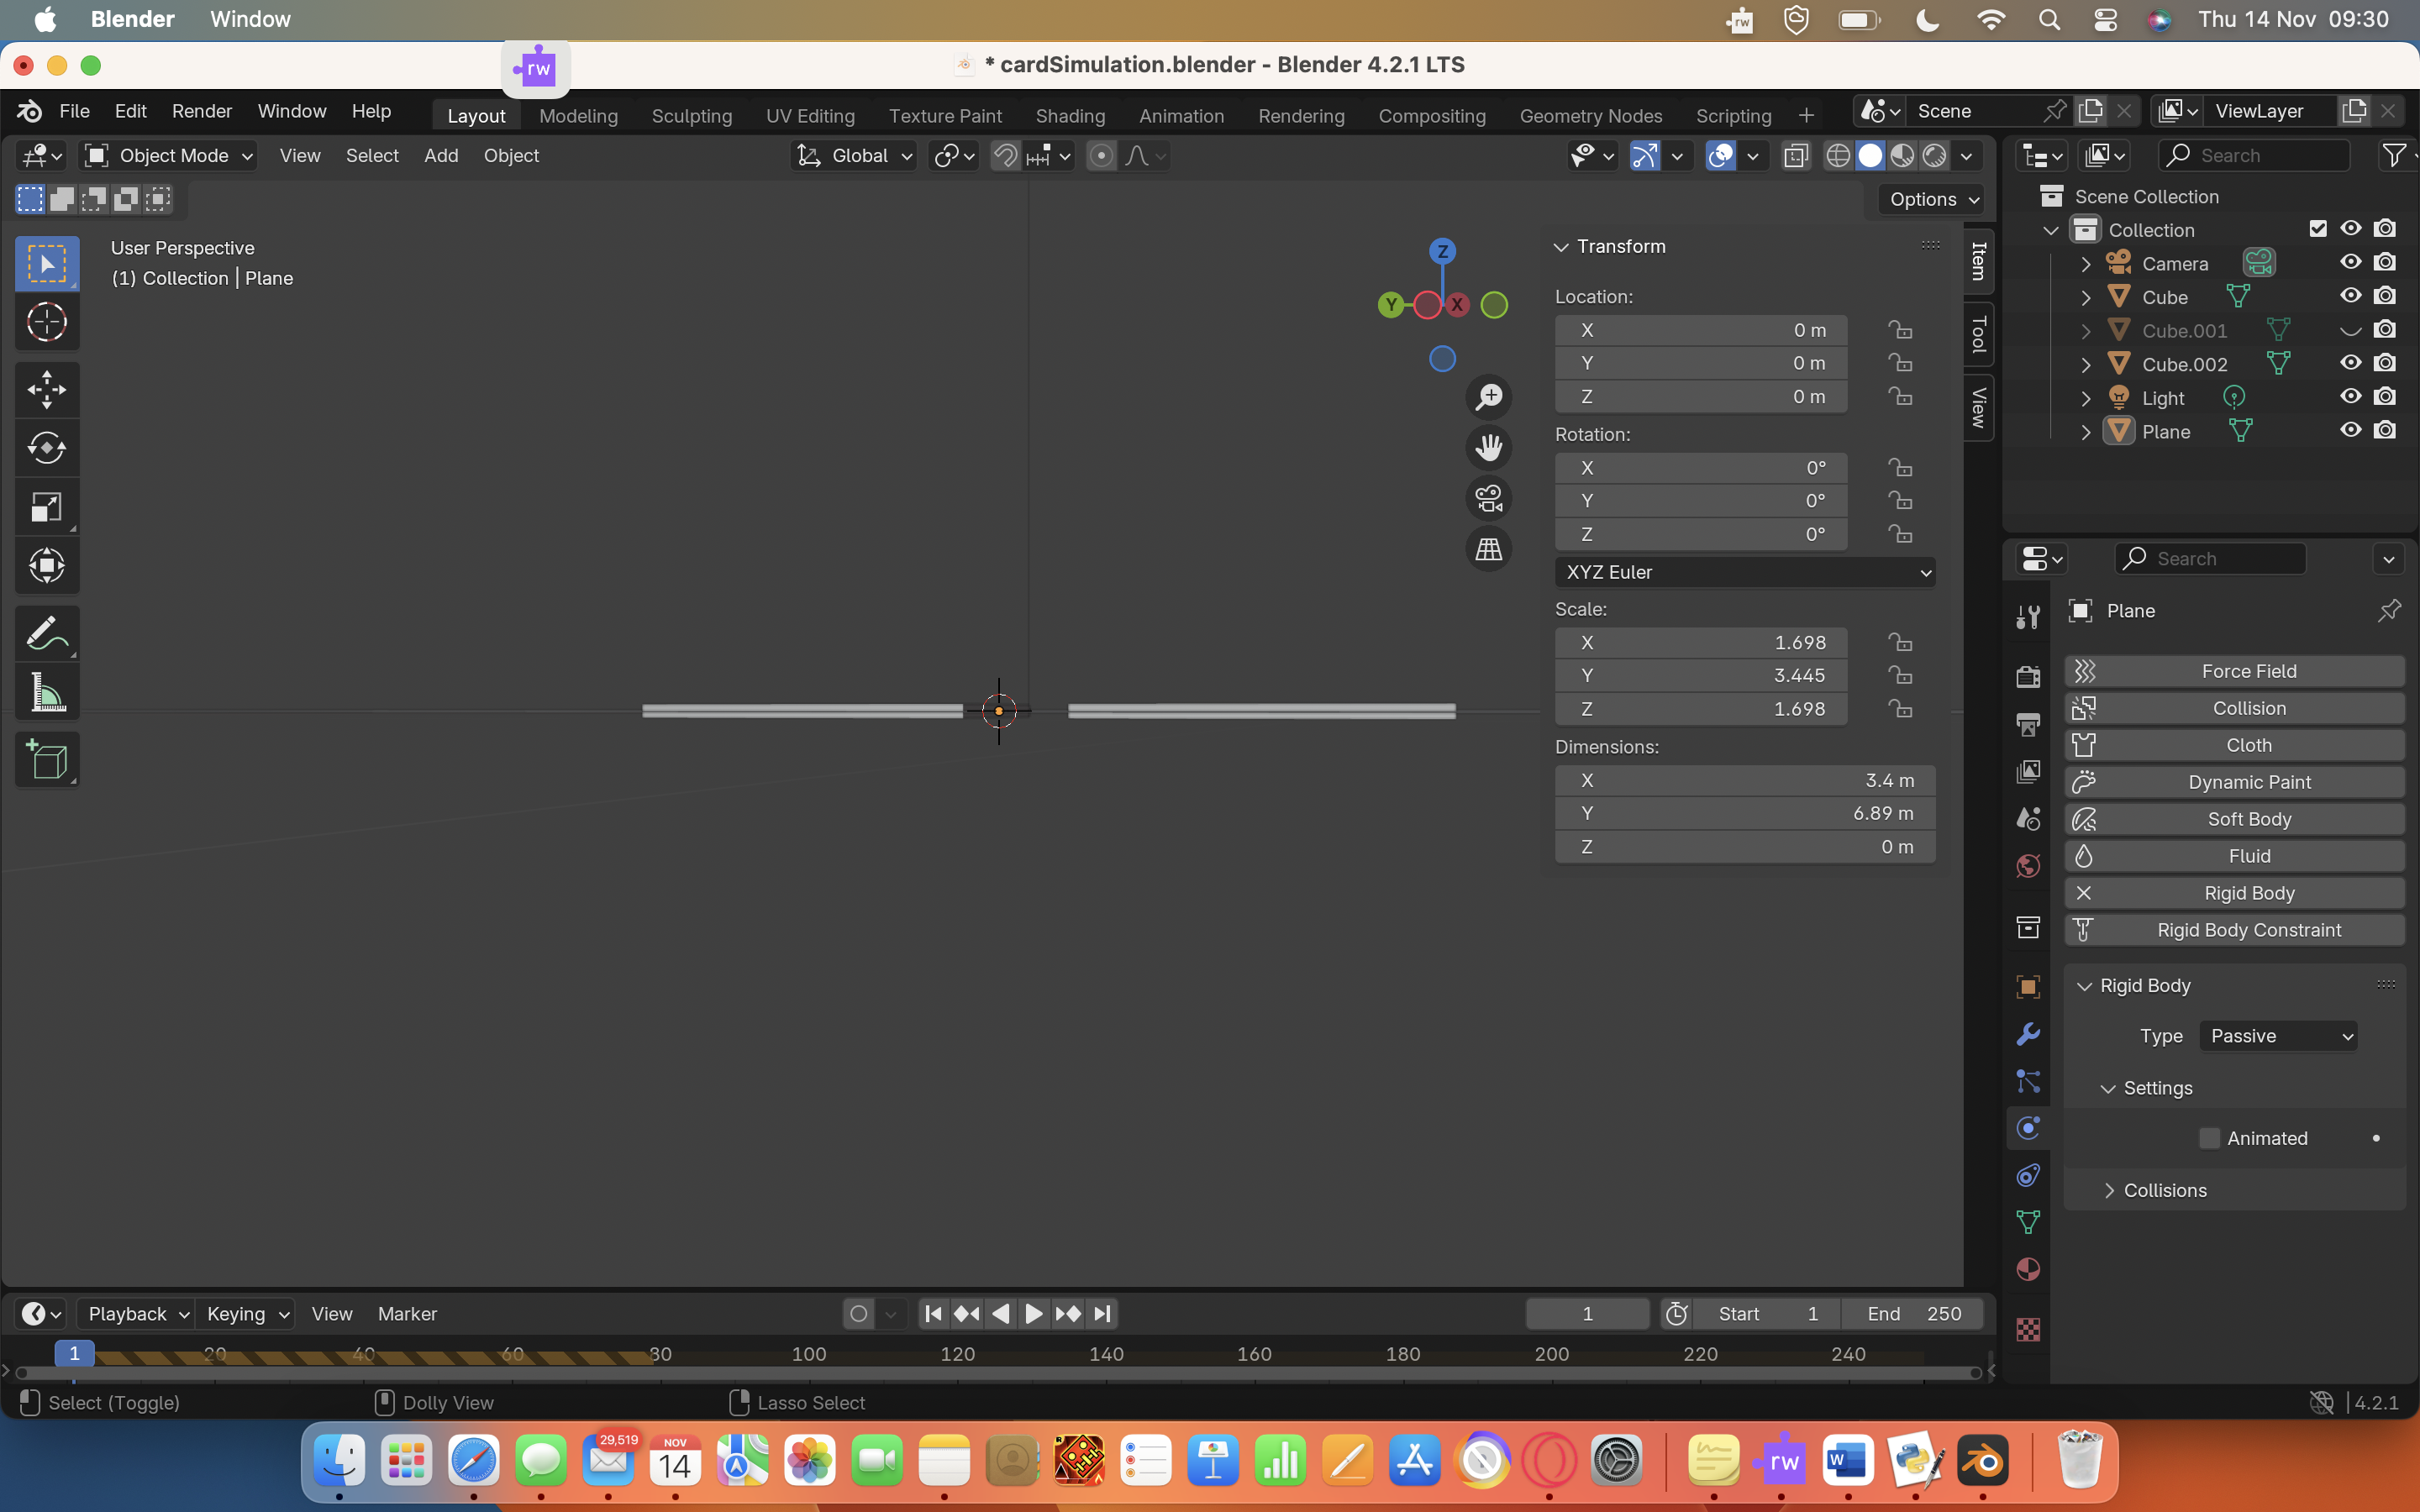 Blender Window Thu 14 Nov 09:30
rw
* cardSimulation.blender - Blender 4.2.1 LTS
File Edit Render Window Help Layout Modeling Sculpting UV Editing Texture Paint Shading Animation Rendering Compositing Geometry Nodes Scripting + Scene ViewLayer
Object Mode View Select Add Object Global Search
Options
User Perspective
(1) Collection | Plane
Z
Y X
Transform
Location:
X 0 m
Y 0 m
Z 0 m
Rotation:
X 0°
Y 0°
Z 0°
XYZ Euler
Scale:
X 1.698
Y 3.445
Z 1.698
Dimensions:
X 3.4 m
Y 6.89 m
Z 0 m
Item
Tool
View
Scene Collection
Collection
Camera
Cube
Cube.001
Cube.002
Light
Plane
Search
Plane
Force Field
Collision
Cloth
Dynamic Paint
Soft Body
Fluid
Rigid Body
Rigid Body Constraint
Rigid Body
Type Passive
Settings
Animated
Collisions
Playback Keying View Marker 1 Start 1 End 250
1 20 40 60 80 100 120 140 160 180 200 220 240
Select (Toggle) Dolly View Lasso Select 4.2.1
29,519
NOV
14
rw
W